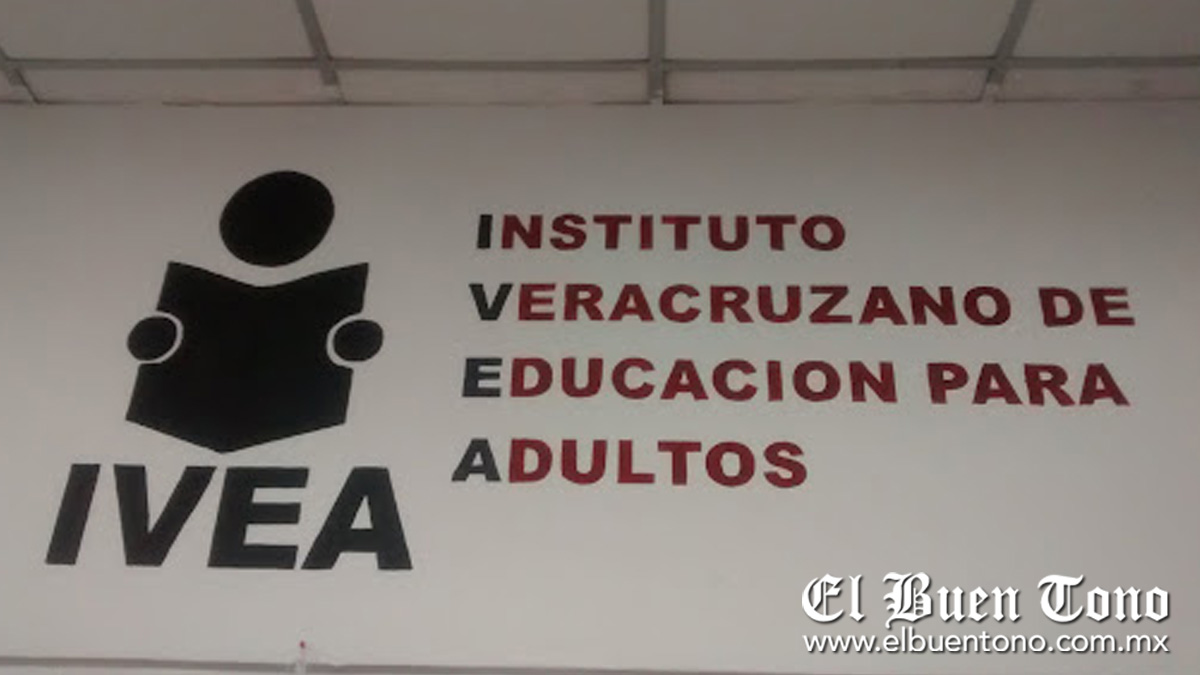 INSTITUTO
VERACRUZANO DE
EDUCACION PARA
ADULTOS
IVEA
El Buen Tono
www.elbuentono.com.mx